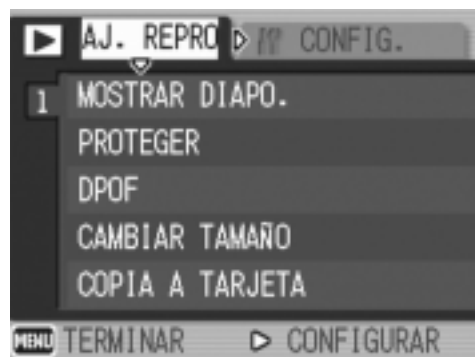 AJ. REPRO CONFIG.
1 MOSTRAR DIAPO.
PROTEGER
DPOF
CAMBIAR TAMAÑO
COPIA A TARJETA
MENU TERMINAR CONFIGURAR